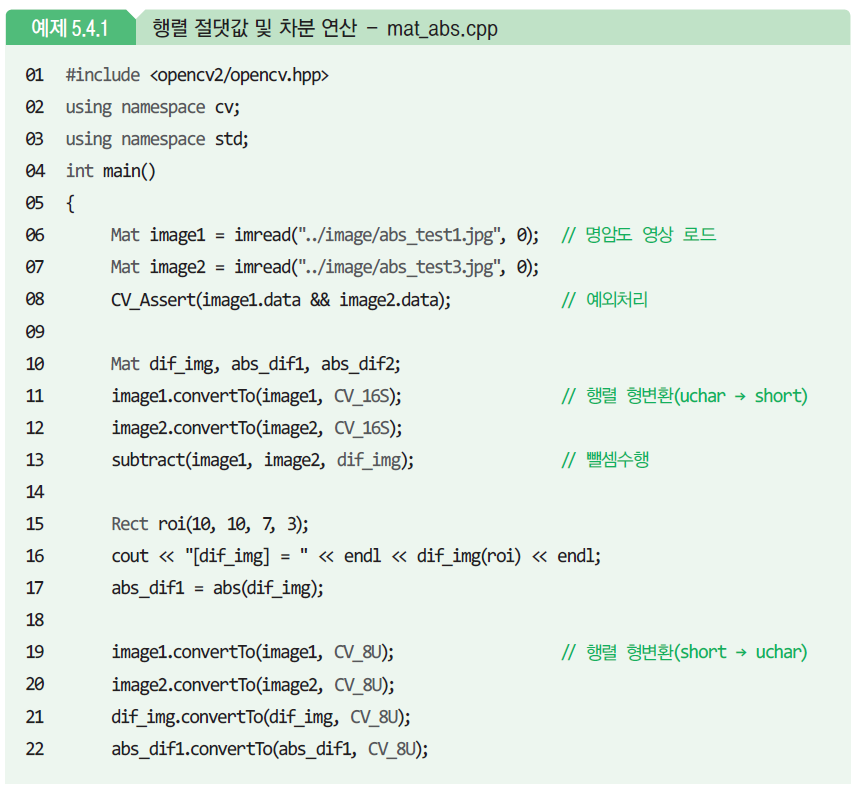 예제 5.4.1 행렬 절댓값 및 차분 연산 - mat_abs.cpp
01 #include <opencv2/opencv.hpp>
02 using namespace cv;
03 using namespace std;
04 int main()
05 {
06 Mat image1 = imread("../image/abs_test1.jpg", 0); // 명암도 영상 로드
07 Mat image2 = imread("../image/abs_test3.jpg", 0);
08 CV_Assert(image1.data && image2.data); // 예외처리
09
10 Mat dif_img, abs_dif1, abs_dif2;
11 image1.convertTo(image1, CV_16S); // 행렬 형변환(uchar → short)
12 image2.convertTo(image2, CV_16S);
13 subtract(image1, image2, dif_img); // 뺄셈수행
14
15 Rect roi(10, 10, 7, 3);
16 cout << "[dif_img] = " << endl << dif_img(roi) << endl;
17 abs_dif1 = abs(dif_img);
18
19 image1.convertTo(image1, CV_8U); // 행렬 형변환(short → uchar)
20 image2.convertTo(image2, CV_8U);
21 dif_img.convertTo(dif_img, CV_8U);
22 abs_dif1.convertTo(abs_dif1, CV_8U);